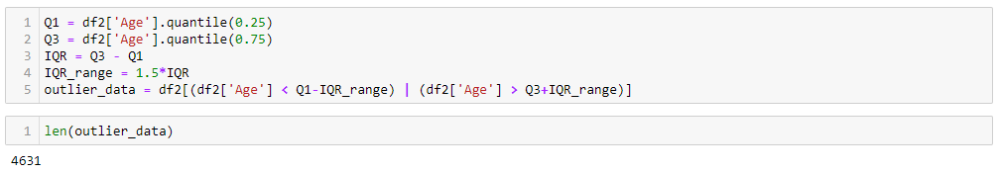 1 Q1 = df2['Age'].quantile(0.25)
2 Q3 = df2['Age'].quantile(0.75)
3 IQR = Q3 - Q1
4 IQR_range = 1.5*IQR
5 outlier_data = df2[(df2['Age'] < Q1-IQR_range) | (df2['Age'] > Q3+IQR_range)]
1 len(outlier_data)
4631